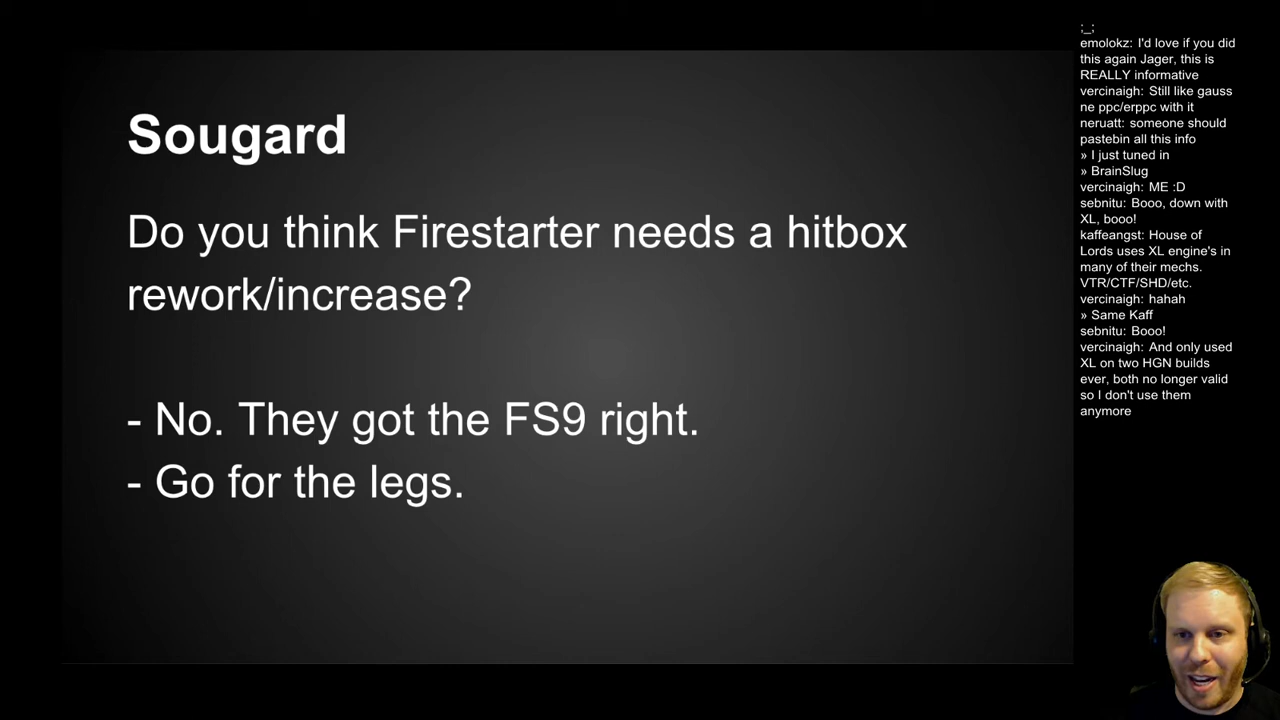 Sougard
Do you think Firestarter needs a hitbox
rework/increase?
- No. They got the FS9 right.
- Go for the legs.
;_;
emolokz: I'd love if you did
this again Jager, this is
REALLY informative
vercinaigh: Still like gauss
ne ppc/erppc with it
neruatt: someone should
pastebin all this info
» I just tuned in
» BrainSlug
vercinaigh: ME :D
sebnitu: Booo, down with
XL, booo!
kaffeangst: House of
Lords uses XL engine's in
many of their mechs.
VTR/CTF/SHD/etc.
vercinaigh: hahah
» Same Kaff
sebnitu: Booo!
vercinaigh: And only used
XL on two HGN builds
ever, both no longer valid
so I don't use them
anymore